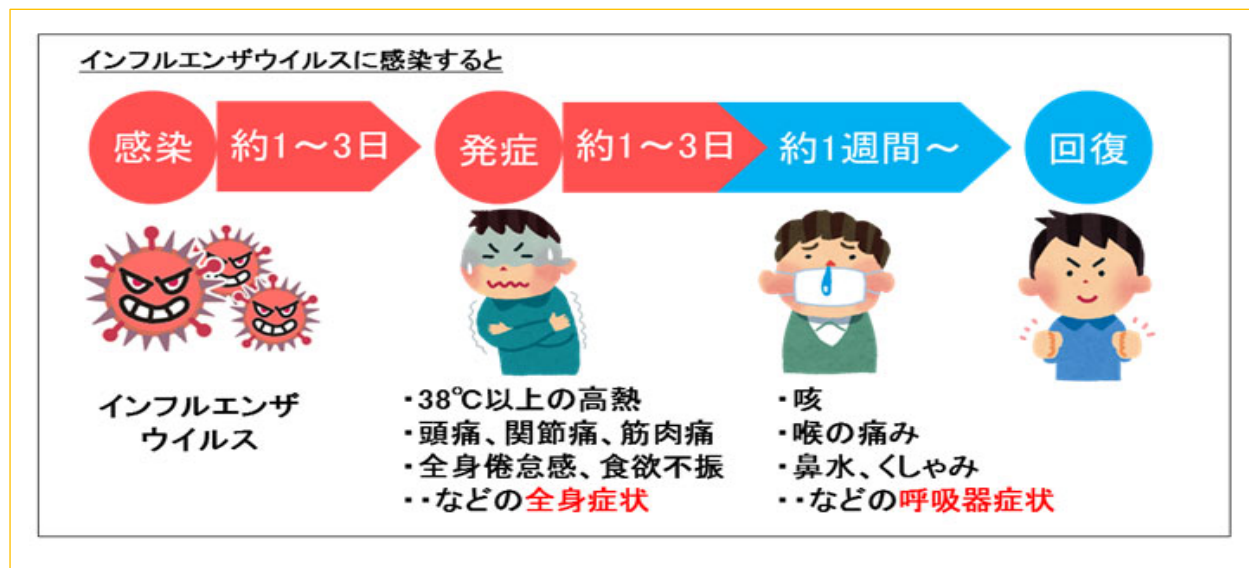 インフルエンザウイルスに感染すると
感染 約1～3日 発症 約1～3日 約1週間～ 回復
インフルエンザ
ウイルス
・38℃以上の高熱
・頭痛、関節痛、筋肉痛
・全身倦怠感、食欲不振
・・などの全身症状
・咳
・喉の痛み
・鼻水、くしゃみ
・・などの呼吸器症状